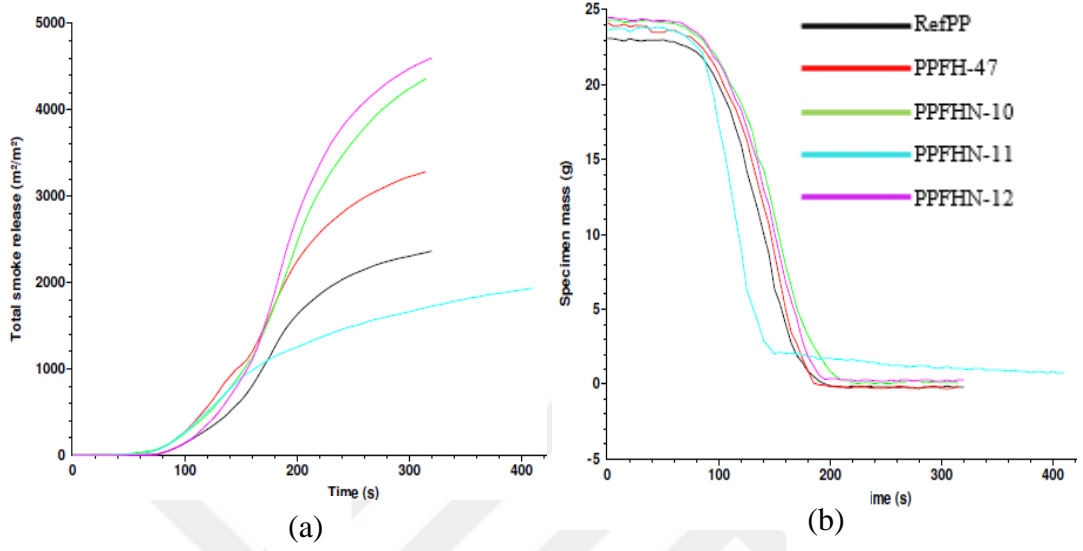 5000
4000
3000
2000
1000
0
Total smoke release (m²/m²)
0 100 200 300 400
Time (s)
(a)
25
20
15
10
5
0
-5
Specimen mass (g)
0 100 200 300 400
ime (s)
(b)
RefPP
PPFH-47
PPFHN-10
PPFHN-11
PPFHN-12